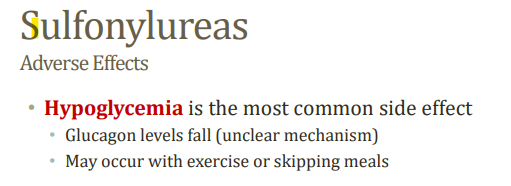 Sulfonylureas
Adverse Effects
• Hypoglycemia is the most common side effect
• Glucagon levels fall (unclear mechanism)
• May occur with exercise or skipping meals